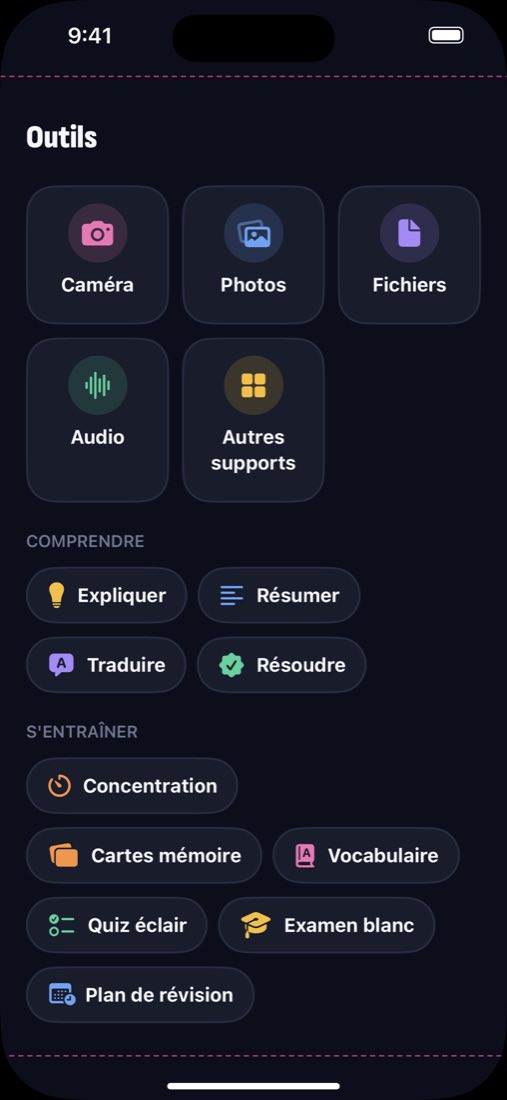 9:41
Outils
Caméra
Photos
Fichiers
Audio
Autres
supports
COMPRENDRE
Expliquer
Résumer
A
Traduire
Résoudre
S'ENTRAÎNER
Concentration
Cartes mémoire
A
Vocabulaire
Quiz éclair
Examen blanc
Plan de révision